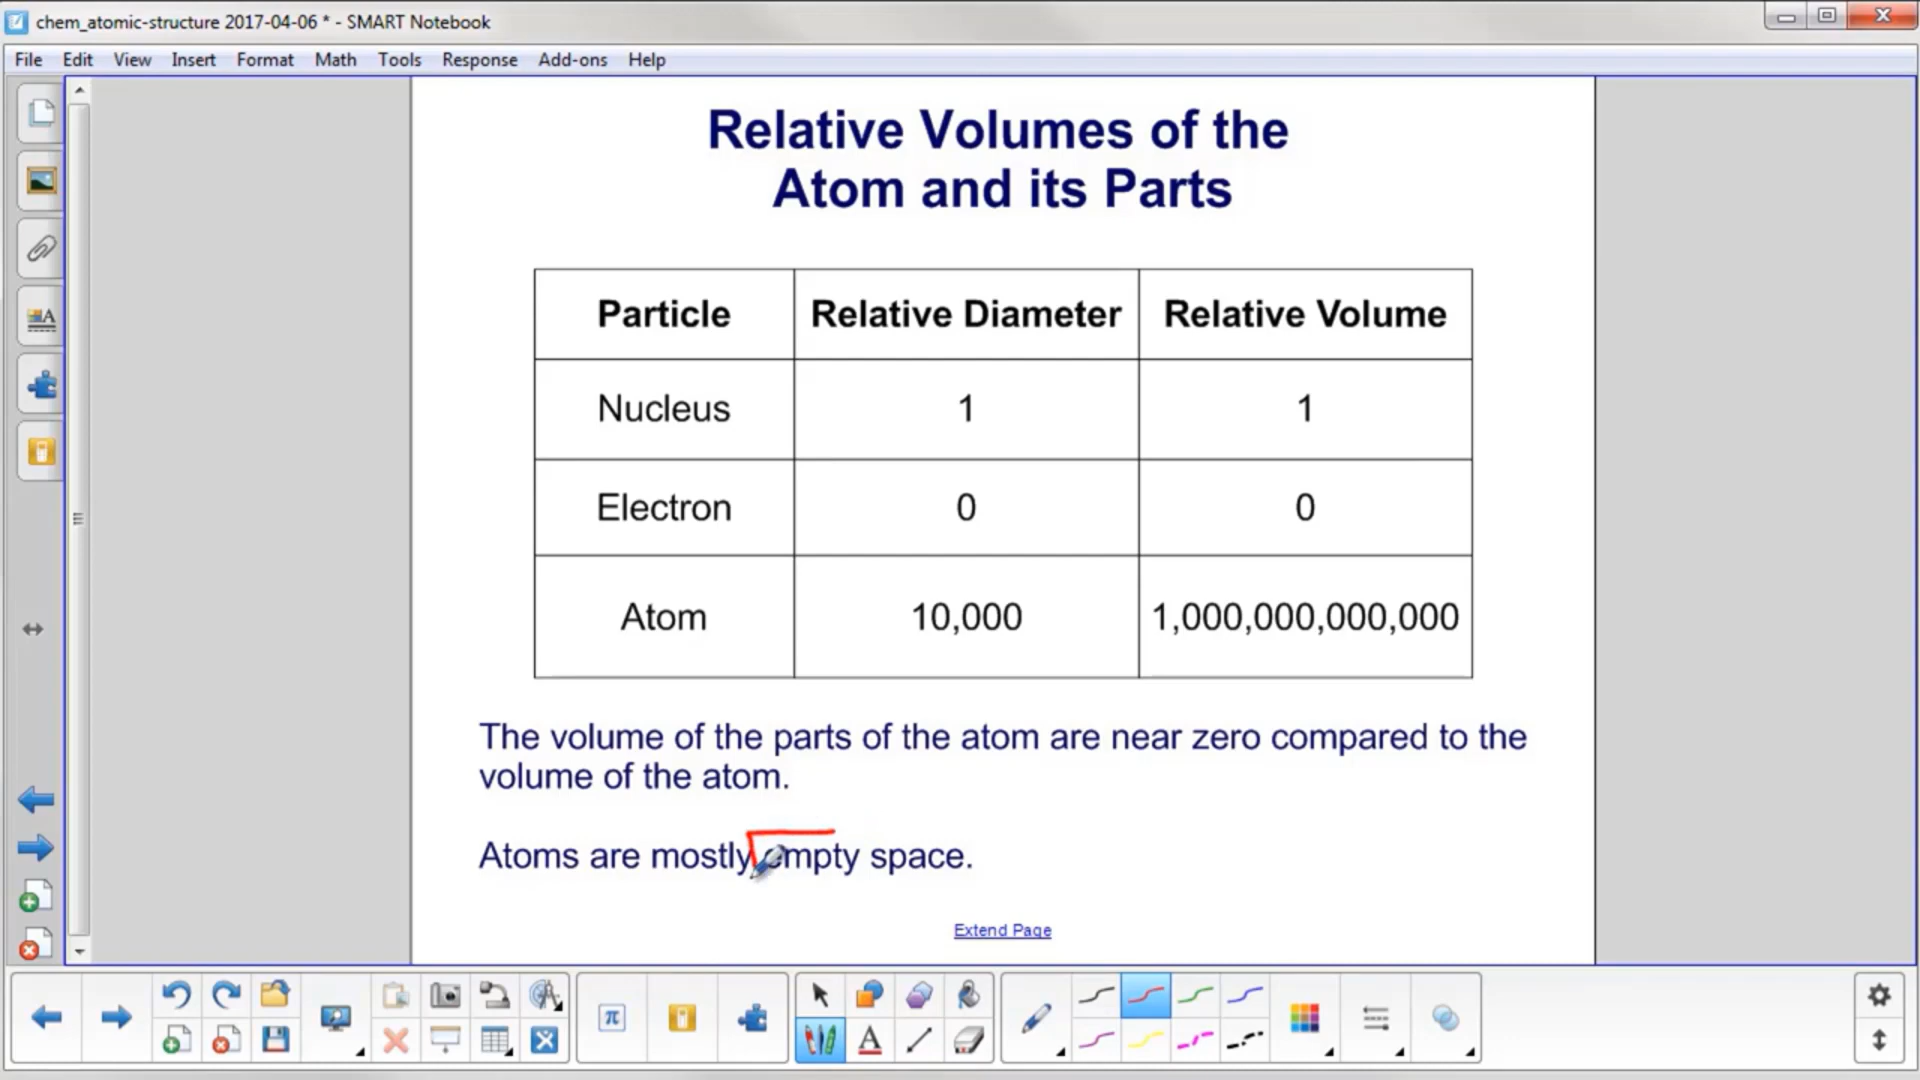 chem_atomic-structure 2017-04-06 * - SMART Notebook
File Edit View Insert Format Math Tools Response Add-ons Help
Relative Volumes of the
Atom and its Parts
Particle Relative Diameter Relative Volume
Nucleus 1 1
Electron 0 0
Atom 10,000 1,000,000,000,000
The volume of the parts of the atom are near zero compared to the
volume of the atom.
Atoms are mostly empty space.
Extend Page